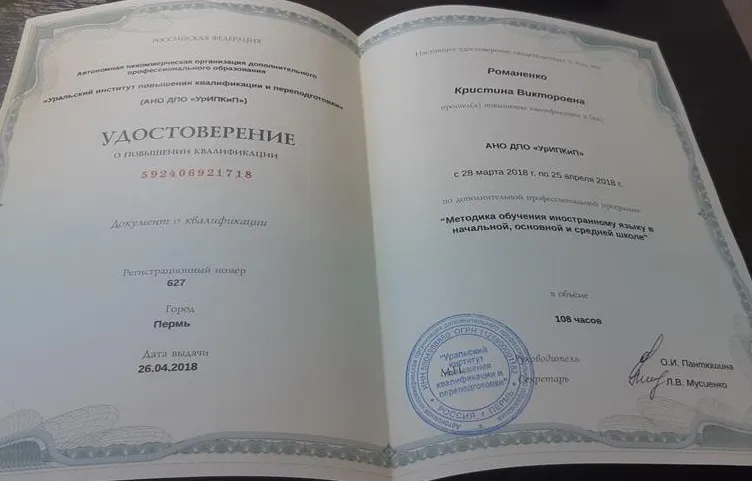 РОССИЙСКАЯ ФЕДЕРАЦИЯ
Автономная некоммерческая организация дополнительного
профессионального образования
«Уральский институт повышения квалификации и переподготовки»
(АНО ДПО «УрИПКиП»)
УДОСТОВЕРЕНИЕ
О ПОВЫШЕНИИ КВАЛИФИКАЦИИ
592406921718
Документ о квалификации
Регистрационный номер
627
Город
Пермь
Дата выдачи
26.04.2018
Настоящее удостоверение свидетельствует о том, что
Романенко
Кристина Викторовна
прошел(а) повышение квалификации в (на)
АНО ДПО «УрИПКиП»
с 28 марта 2018 г. по 25 апреля 2018 г.
по дополнительной профессиональной программе
"Методика обучения иностранному языку в
начальной, основной и средней школе"
в объеме
108 часов
Руководитель
О.И. Пантюшина
Секретарь
Л.В. Мусиенко
М.П.
"Уральский
институт
повышения
квалификации и
переподготовки"
РОССИЯ • ПЕРМЬ